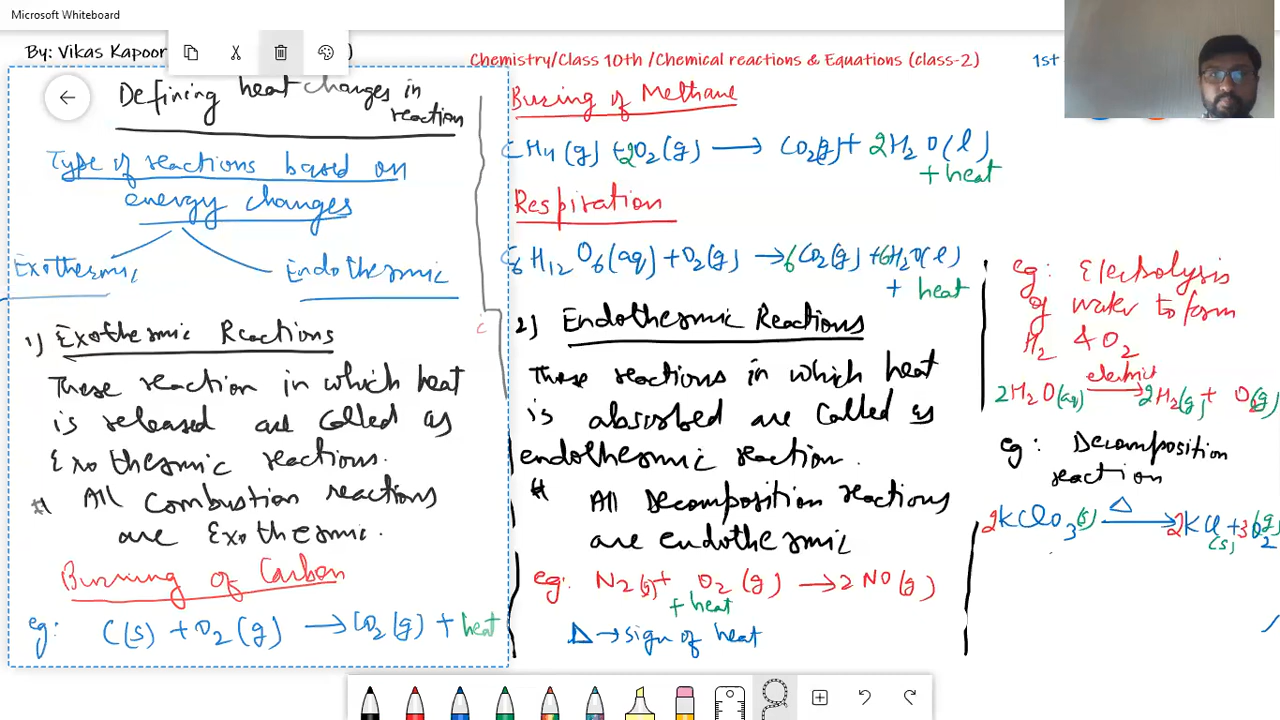 Microsoft Whiteboard
By: Vikas Kapoor )
Chemistry/Class 10th /Chemical reactions & Equations (class-2)
1st
Defining heat changes in
reaction
Type of reactions based on
energy changes
Exothermic Endothermic
1) Exothermic Reactions
These reaction in which heat
is released are called as
Exothermic reactions.
# All Combustion reactions
are Exothermic.
Burning of Carbon
eg: C(s) + O2(g) → CO2(g) + heat
Burning of Methane
CH4(g) + 2O2(g) → CO2(g) + 2H2O(l)
+ heat
Respiration
C6H12O6(aq) + O2(g) → 6CO2(g) + 6H2O(l)
+ heat
2) Endothermic Reactions
Those reactions in which heat
is absorbed are called as
endothermic reaction.
# All Decomposition reactions
are endothermic
eg: N2(g) + O2(g) → 2NO(g)
+ heat
Δ → sign of heat
eg: Electrolysis
of water to form
H2 & O2
electric
2H2O(aq) → 2H2(g) + O2(g)
eg: Decomposition
reaction
Δ
2KClO3(s) → 2KCl(s) + 3O2(g)